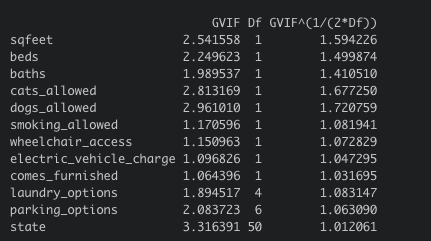 GVIF Df GVIF^(1/(2*Df))
sqfeet 2.541558 1 1.594226
beds 2.249623 1 1.499874
baths 1.989537 1 1.410510
cats_allowed 2.813169 1 1.677250
dogs_allowed 2.961010 1 1.720759
smoking_allowed 1.170596 1 1.081941
wheelchair_access 1.150963 1 1.072829
electric_vehicle_charge 1.096826 1 1.047295
comes_furnished 1.064396 1 1.031695
laundry_options 1.894517 4 1.083147
parking_options 2.083723 6 1.063090
state 3.316391 50 1.012061